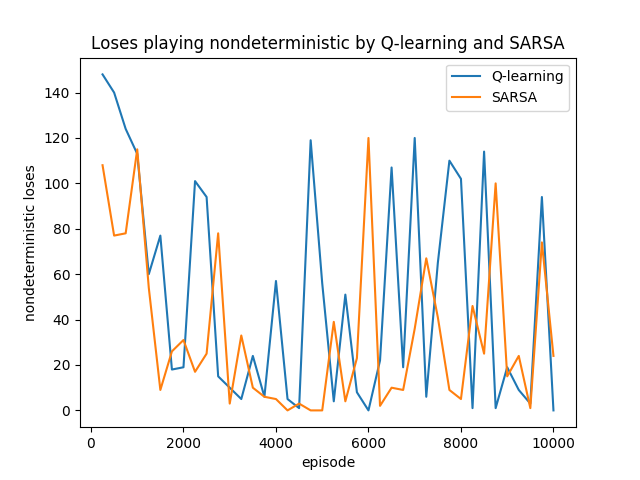 Loses playing nondeterministic by Q-learning and SARSA
Q-learning
SARSA
nondeterministic loses
140
120
100
80
60
40
20
0
0 2000 4000 6000 8000 10000
episode